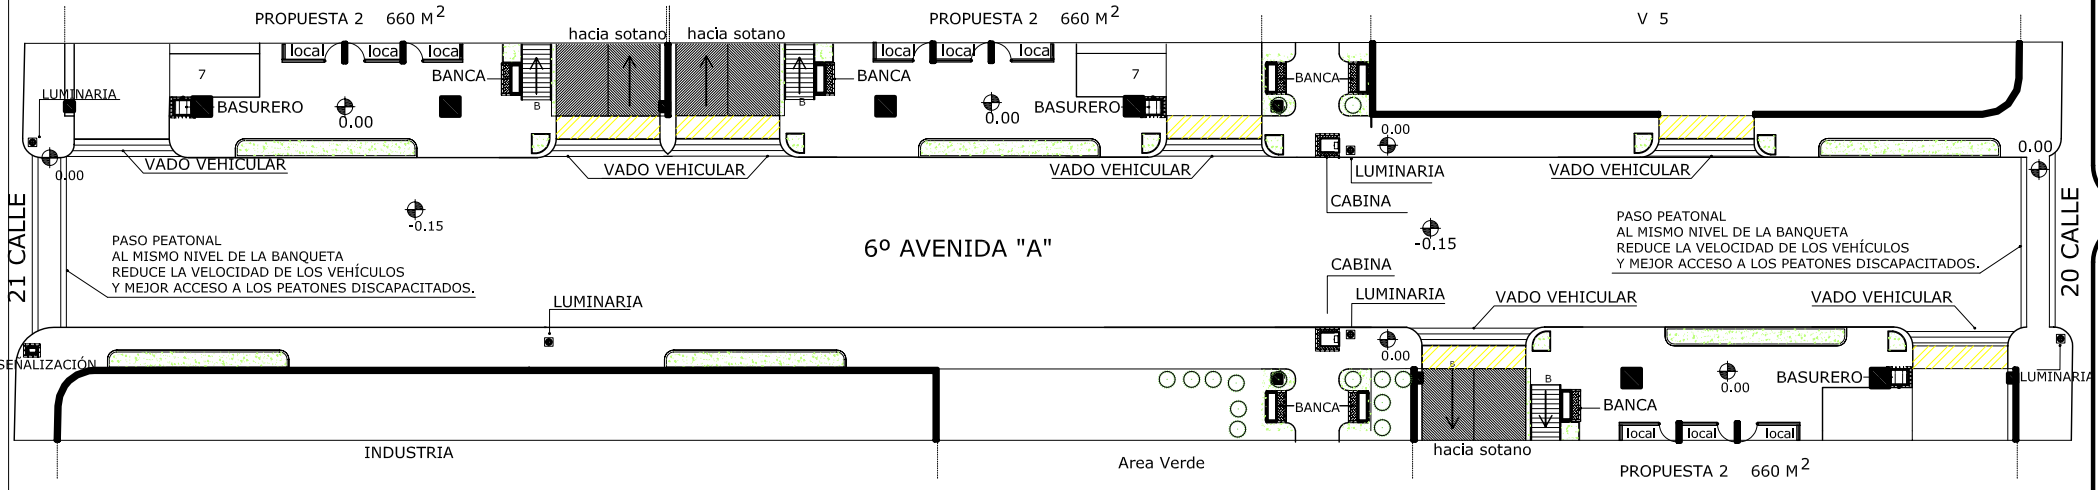 PROPUESTA 2 660 M2
PROPUESTA 2 660 M2
V 5
hacia sotano
hacia sotano
local
local
local
local
local
local
7
BANCA
BANCA
7
BANCA
LUMINARIA
BASURERO
0.00
B
B
0.00
BASURERO
0.00
0.00
0.00
VADO VEHICULAR
VADO VEHICULAR
VADO VEHICULAR
LUMINARIA
VADO VEHICULAR
CABINA
21 CALLE
-0.15
-0.15
20 CALLE
PASO PEATONAL
AL MISMO NIVEL DE LA BANQUETA
REDUCE LA VELOCIDAD DE LOS VEHÍCULOS
Y MEJOR ACCESO A LOS PEATONES DISCAPACITADOS.
6º AVENIDA "A"
PASO PEATONAL
AL MISMO NIVEL DE LA BANQUETA
REDUCE LA VELOCIDAD DE LOS VEHÍCULOS
Y MEJOR ACCESO A LOS PEATONES DISCAPACITADOS.
CABINA
LUMINARIA
LUMINARIA
VADO VEHICULAR
VADO VEHICULAR
SEÑALIZACIÓN
0.00
B
B
0.00
BASURERO
LUMINARIA
BANCA
BANCA
local
local
local
INDUSTRIA
Area Verde
hacia sotano
PROPUESTA 2 660 M2